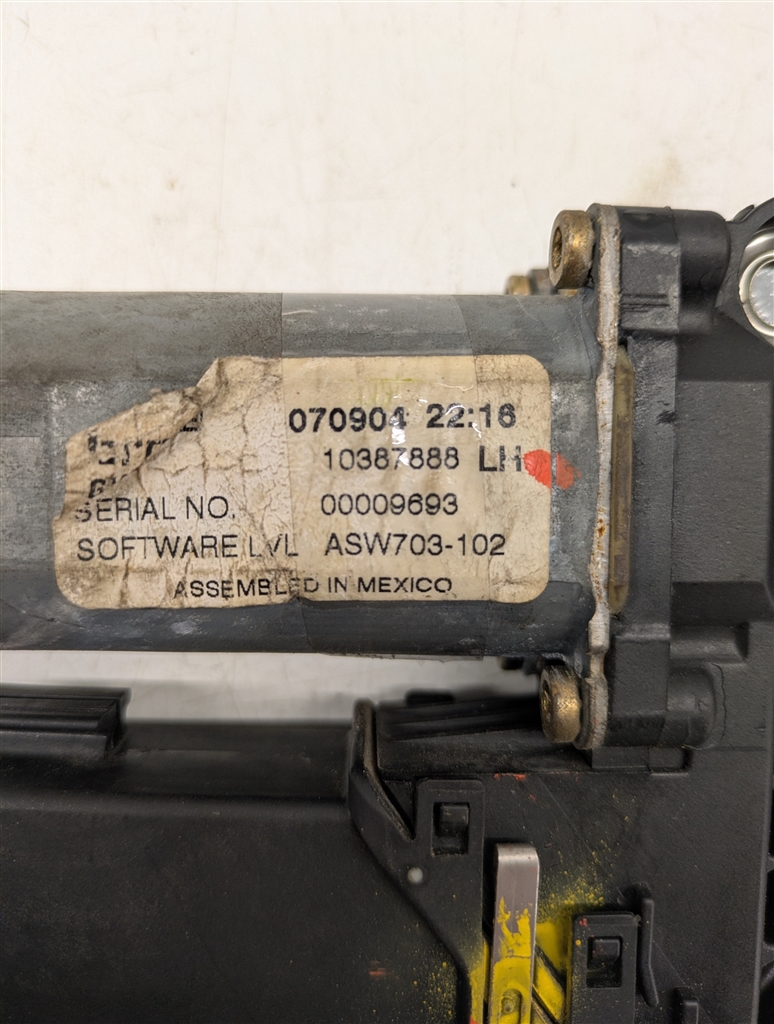 070904 22:16
10387888 LH
SERIAL NO. 00009693
SOFTWARE LVL ASW703-102
ASSEMBLED IN MEXICO